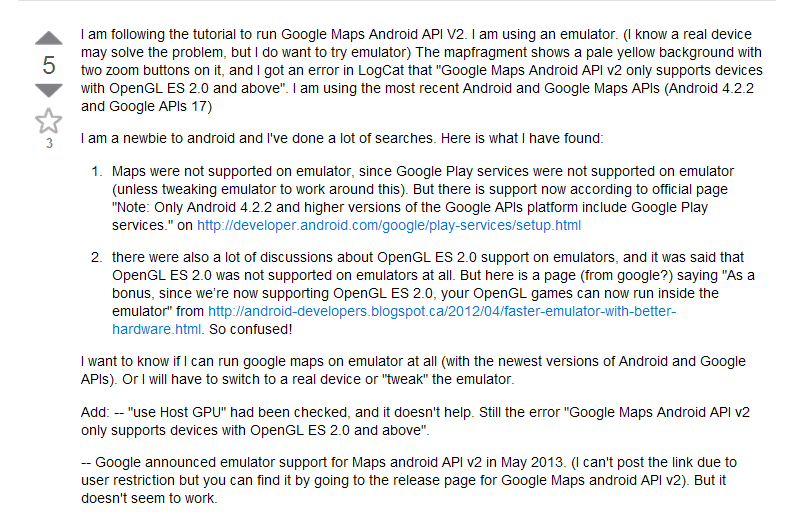 I am following the tutorial to run Google Maps Android API V2. I am using an emulator. (I know a real device
may solve the problem, but I do want to try emulator) The mapfragment shows a pale yellow background with
5
two zoom buttons on it, and I got an error in LogCat that "Google Maps Android API v2 only supports devices
with OpenGL ES 2.0 and above". I am using the most recent Android and Google Maps APIs (Android 4.2.2
and Google APIs 17)
3
I am a newbie to android and I've done a lot of searches. Here is what I have found:
1. Maps were not supported on emulator, since Google Play services were not supported on emulator
(unless tweaking emulator to work around this). But there is support now according to official page
"Note: Only Android 4.2.2 and higher versions of the Google APIs platform include Google Play
services." on http://developer.android.com/google/play-services/setup.html
2. there were also a lot of discussions about OpenGL ES 2.0 support on emulators, and it was said that
OpenGL ES 2.0 was not supported on emulators at all. But here is a page (from google?) saying "As a
bonus, since we're now supporting OpenGL ES 2.0, your OpenGL games can now run inside the
emulator" from http://android-developers.blogspot.ca/2012/04/faster-emulator-with-better-
hardware.html. So confused!
I want to know if I can run google maps on emulator at all (with the newest versions of Android and Google
APIs). Or I will have to switch to a real device or "tweak" the emulator.
Add: -- "use Host GPU" had been checked, and it doesn't help. Still the error "Google Maps Android API v2
only supports devices with OpenGL ES 2.0 and above".
-- Google announced emulator support for Maps android API v2 in May 2013. (I can't post the link due to
user restriction but you can find it by going to the release page for Google Maps android API v2). But it
doesn't seem to work.